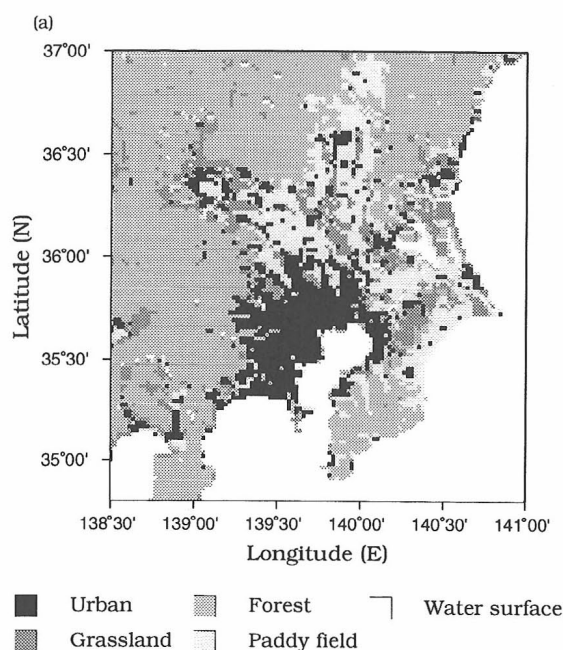 (a)
37°00'
36°30'
36°00'
35°30'
35°00'
Latitude (N)
138°30' 139°00' 139°30' 140°00' 140°30' 141°00'
Longitude (E)
Urban Forest Water surface
Grassland Paddy field